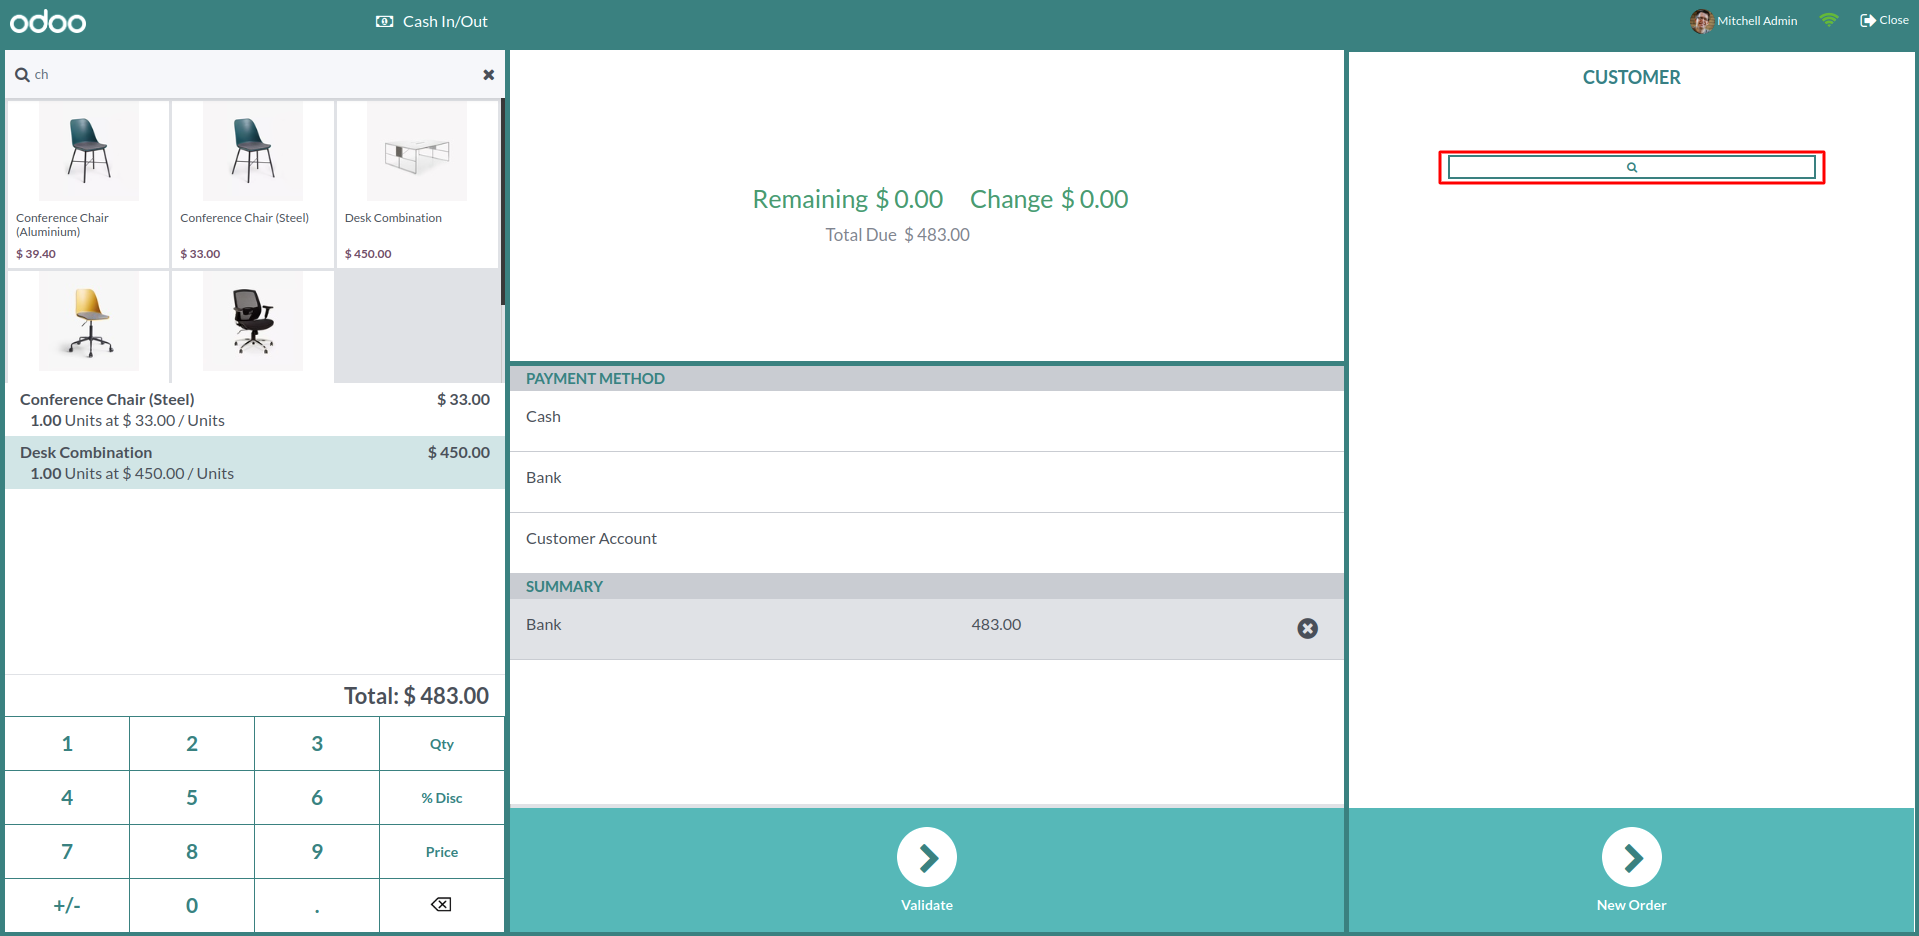 odoo
Cash In/Out
Mitchell Admin
Close
ch
Conference Chair
(Aluminium)
$ 39.40
Conference Chair (Steel)
$ 33.00
Desk Combination
$ 450.00
Conference Chair (Steel) $ 33.00
1.00 Units at $ 33.00 / Units
Desk Combination $ 450.00
1.00 Units at $ 450.00 / Units
Total: $ 483.00
1 2 3 Qty
4 5 6 % Disc
7 8 9 Price
+/- 0 .
Remaining $ 0.00 Change $ 0.00
Total Due $ 483.00
PAYMENT METHOD
Cash
Bank
Customer Account
SUMMARY
Bank 483.00
Validate
CUSTOMER
New Order